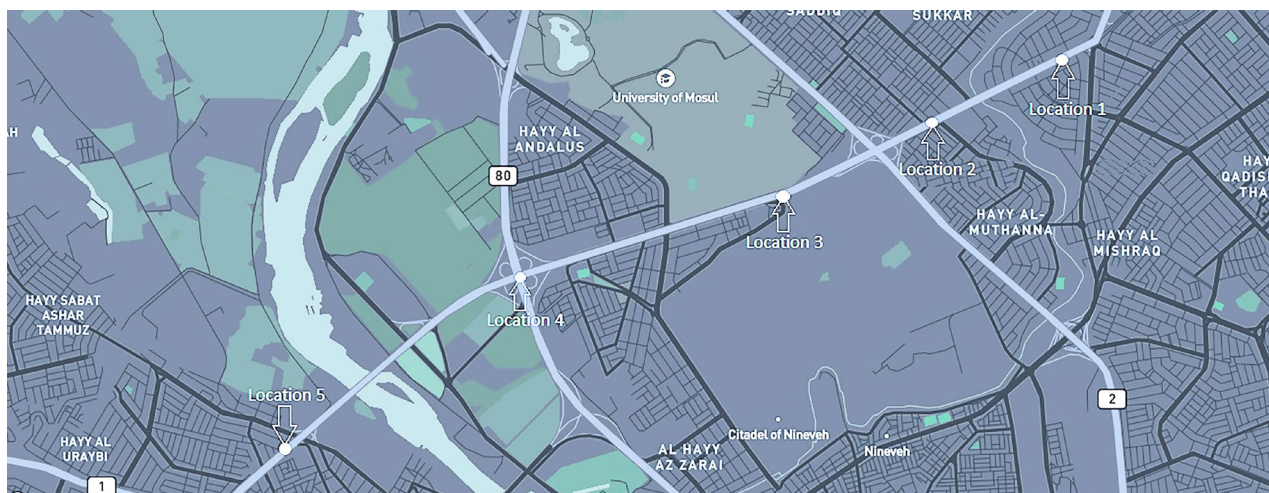 SADDIQ
SUKKAR
University of Mosul
Location 1
HAYY AL
ANDALUS
AH
80
Location 2
HAY
QADISI
THA
HAYY AL-
MUTHANNA
HAYY AL
MISHRAQ
Location 3
HAYY SABAT
ASHAR
TAMMUZ
Location 4
Location 5
2
HAYY AL
URAYBI
Citadel of Nineveh
Nineveh
AL HAYY
AZ ZARAI
1